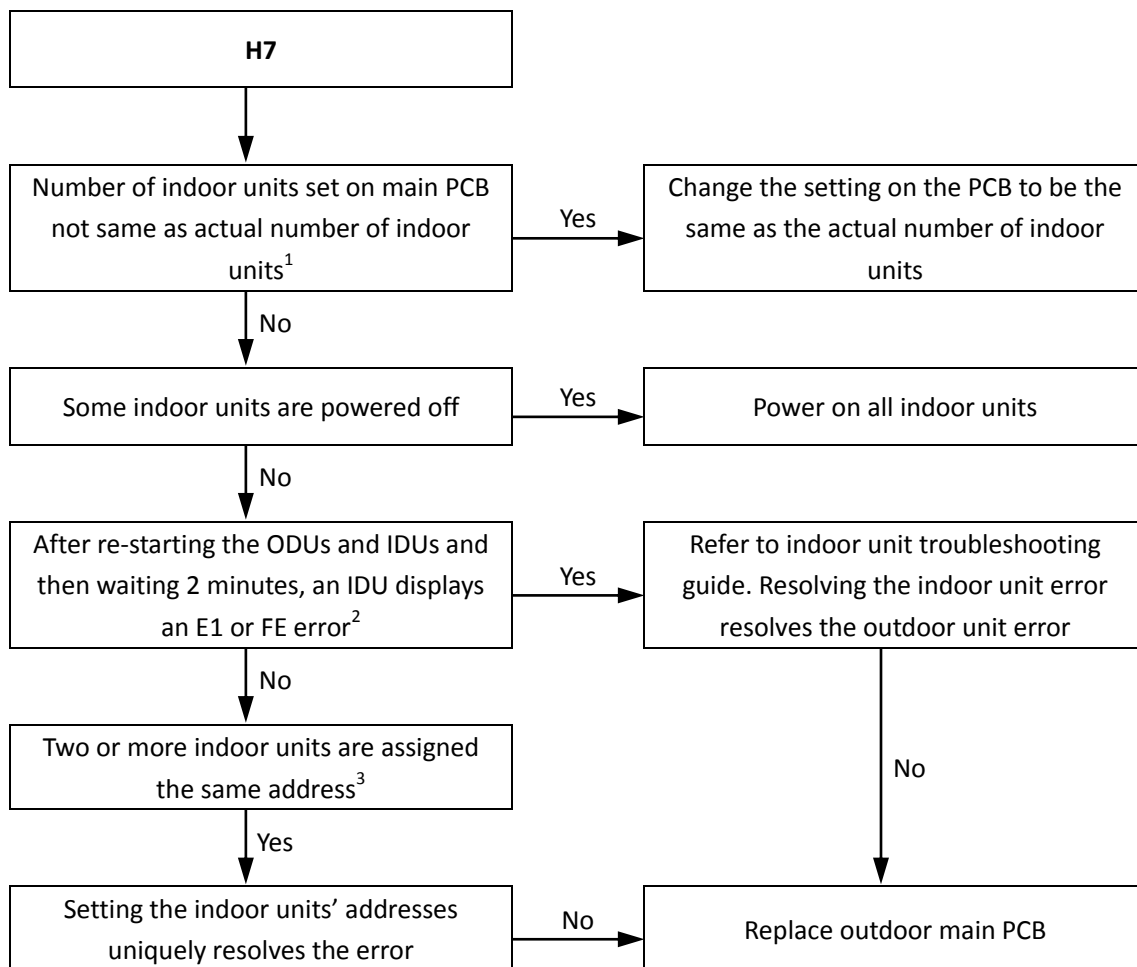 H7
Number of indoor units set on main PCB
not same as actual number of indoor
units1
Yes
Change the setting on the PCB to be the
same as the actual number of indoor
units
No
Some indoor units are powered off
Yes
Power on all indoor units
No
After re-starting the ODUs and IDUs and
then waiting 2 minutes, an IDU displays
an E1 or FE error2
Yes
Refer to indoor unit troubleshooting
guide. Resolving the indoor unit error
resolves the outdoor unit error
No
Two or more indoor units are assigned
the same address3
No
Yes
Setting the indoor units’ addresses
uniquely resolves the error
No
Replace outdoor main PCB